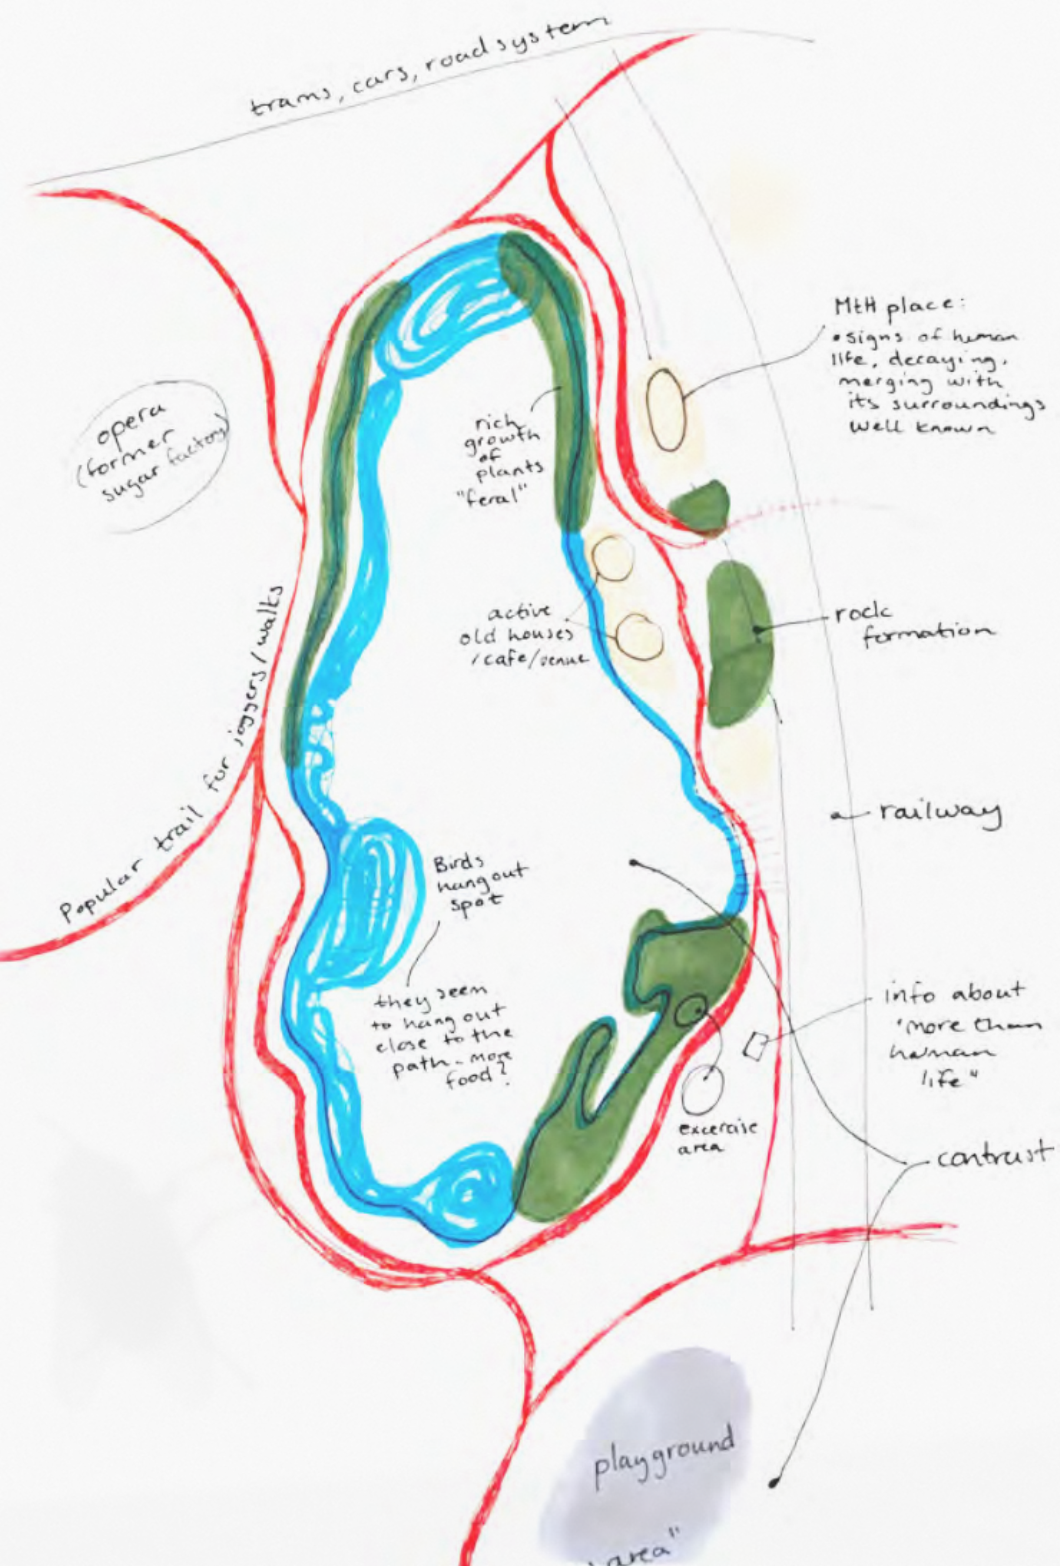 trams, cars, road system
opera
(former
sugar factory)
MtH place:
• signs of human
life, decaying,
merging with
its surroundings
well known
rich
growth
of
plants
"feral"
active
old houses
/cafe/venue
rock
formation
Popular trail for joggers/walks
railway
Birds
hang out
spot
they seem
to hang out
close to the
path - more
food?
info about
"more than
human
life"
excercise
area
contrast
playground
area"